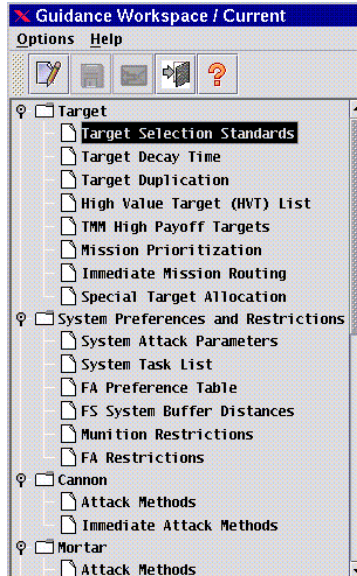 Guidance Workspace / Current
Options Help
Target
Target Selection Standards
Target Decay Time
Target Duplication
High Value Target (HVT) List
TMM High Payoff Targets
Mission Prioritization
Immediate Mission Routing
Special Target Allocation
System Preferences and Restrictions
System Attack Parameters
System Task List
FA Preference Table
FS System Buffer Distances
Munition Restrictions
FA Restrictions
Cannon
Attack Methods
Immediate Attack Methods
Mortar
Attack Methods